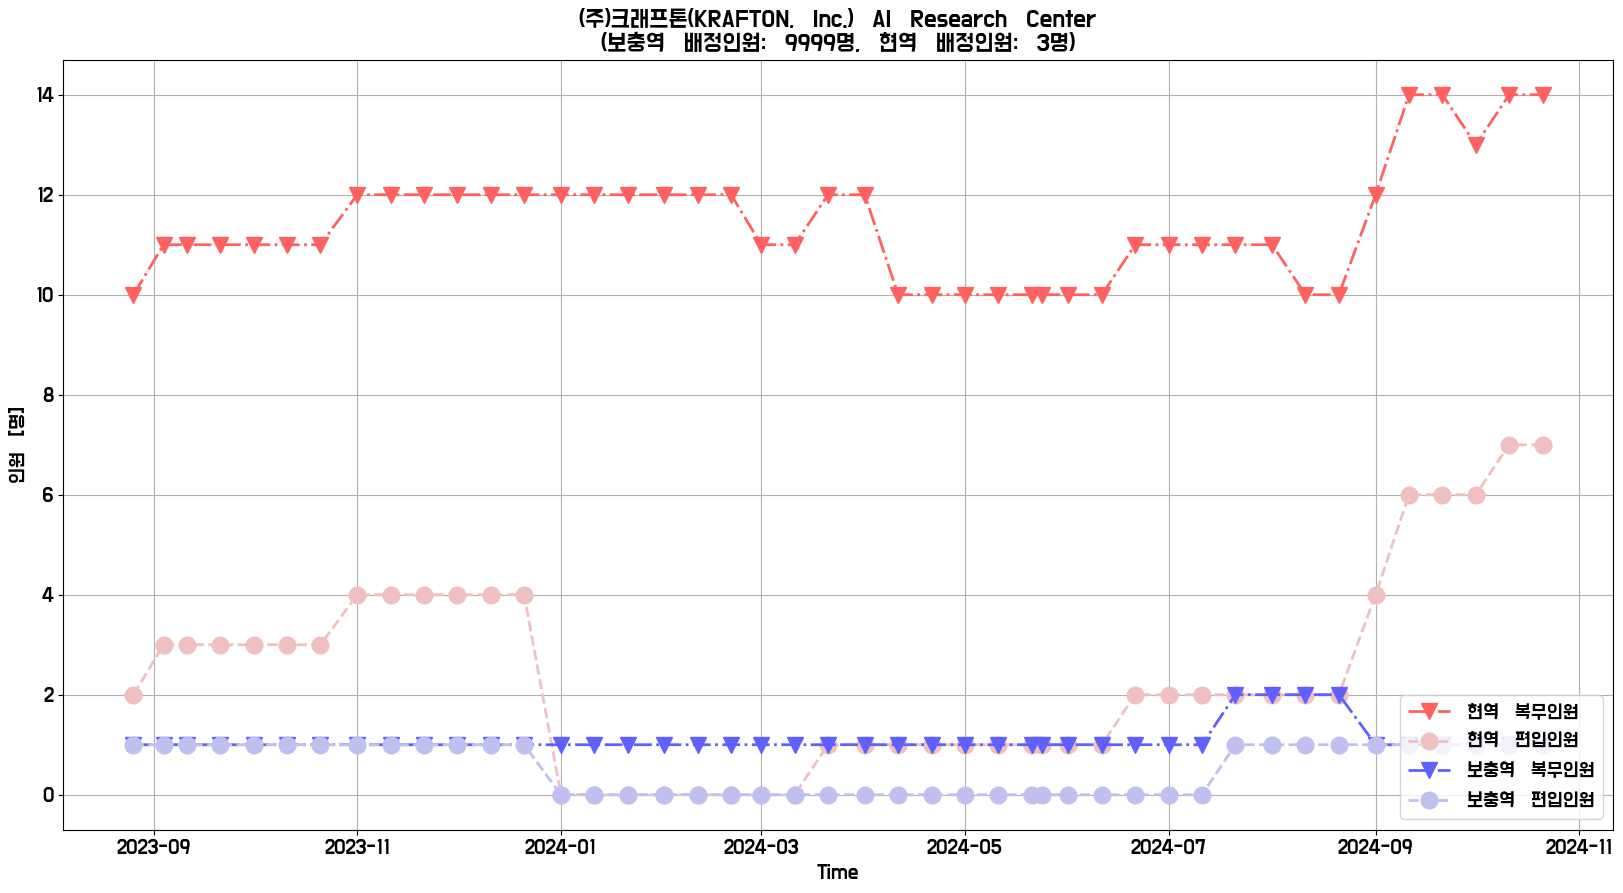 (주)크래프톤(KRAFTON, Inc.) AI Research Center
(보충역 배정인원: 9999명, 현역 배정인원: 3명)
14
12
10
8
6
4
2
0
인원 [명]
2023-09 2023-11 2024-01 2024-03 2024-05 2024-07 2024-09 2024-11
Time
현역 복무인원
현역 편입인원
보충역 복무인원
보충역 편입인원